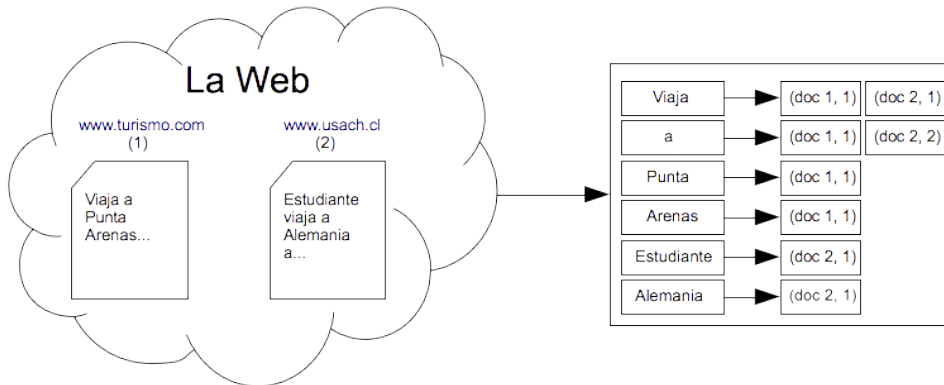 La Web
www.turismo.com
(1)
Viaja a
Punta
Arenas...
www.usach.cl
(2)
Estudiante
viaja a
Alemania
a...
Viaja (doc 1, 1) (doc 2, 1)
a (doc 1, 1) (doc 2, 2)
Punta (doc 1, 1)
Arenas (doc 1, 1)
Estudiante (doc 2, 1)
Alemania (doc 2, 1)